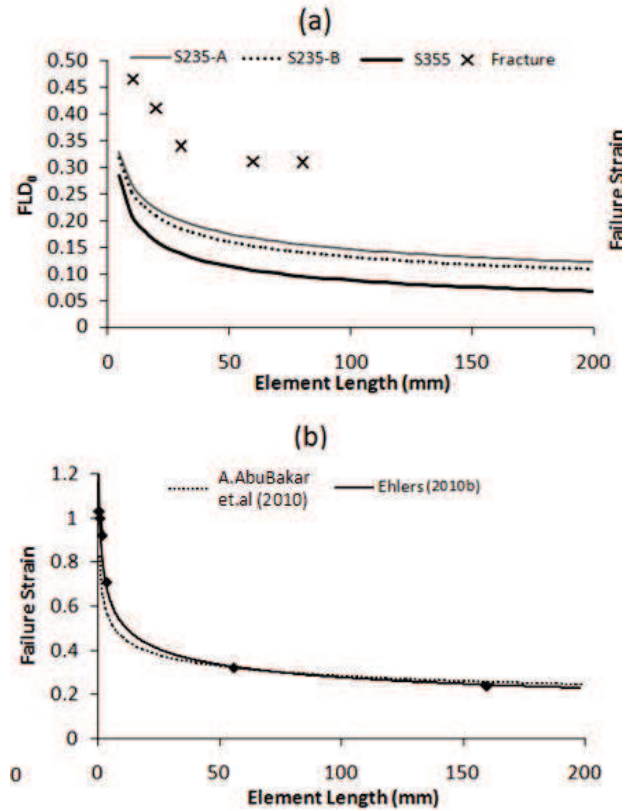 (a)
S235-A S235-B S355 Fracture
0.50
0.45
0.40
0.35
0.30
0.25
0.20
0.15
0.10
0.05
0
FLD0
0 50 100 150 200
Element Length (mm)
Failure Strain
(b)
A.AbuBakar
et.al (2010)
Ehlers (2010b)
1.2
1
0.8
0.6
0.4
0.2
0
Failure Strain
0
0 50 100 150 200
Element Length (mm)